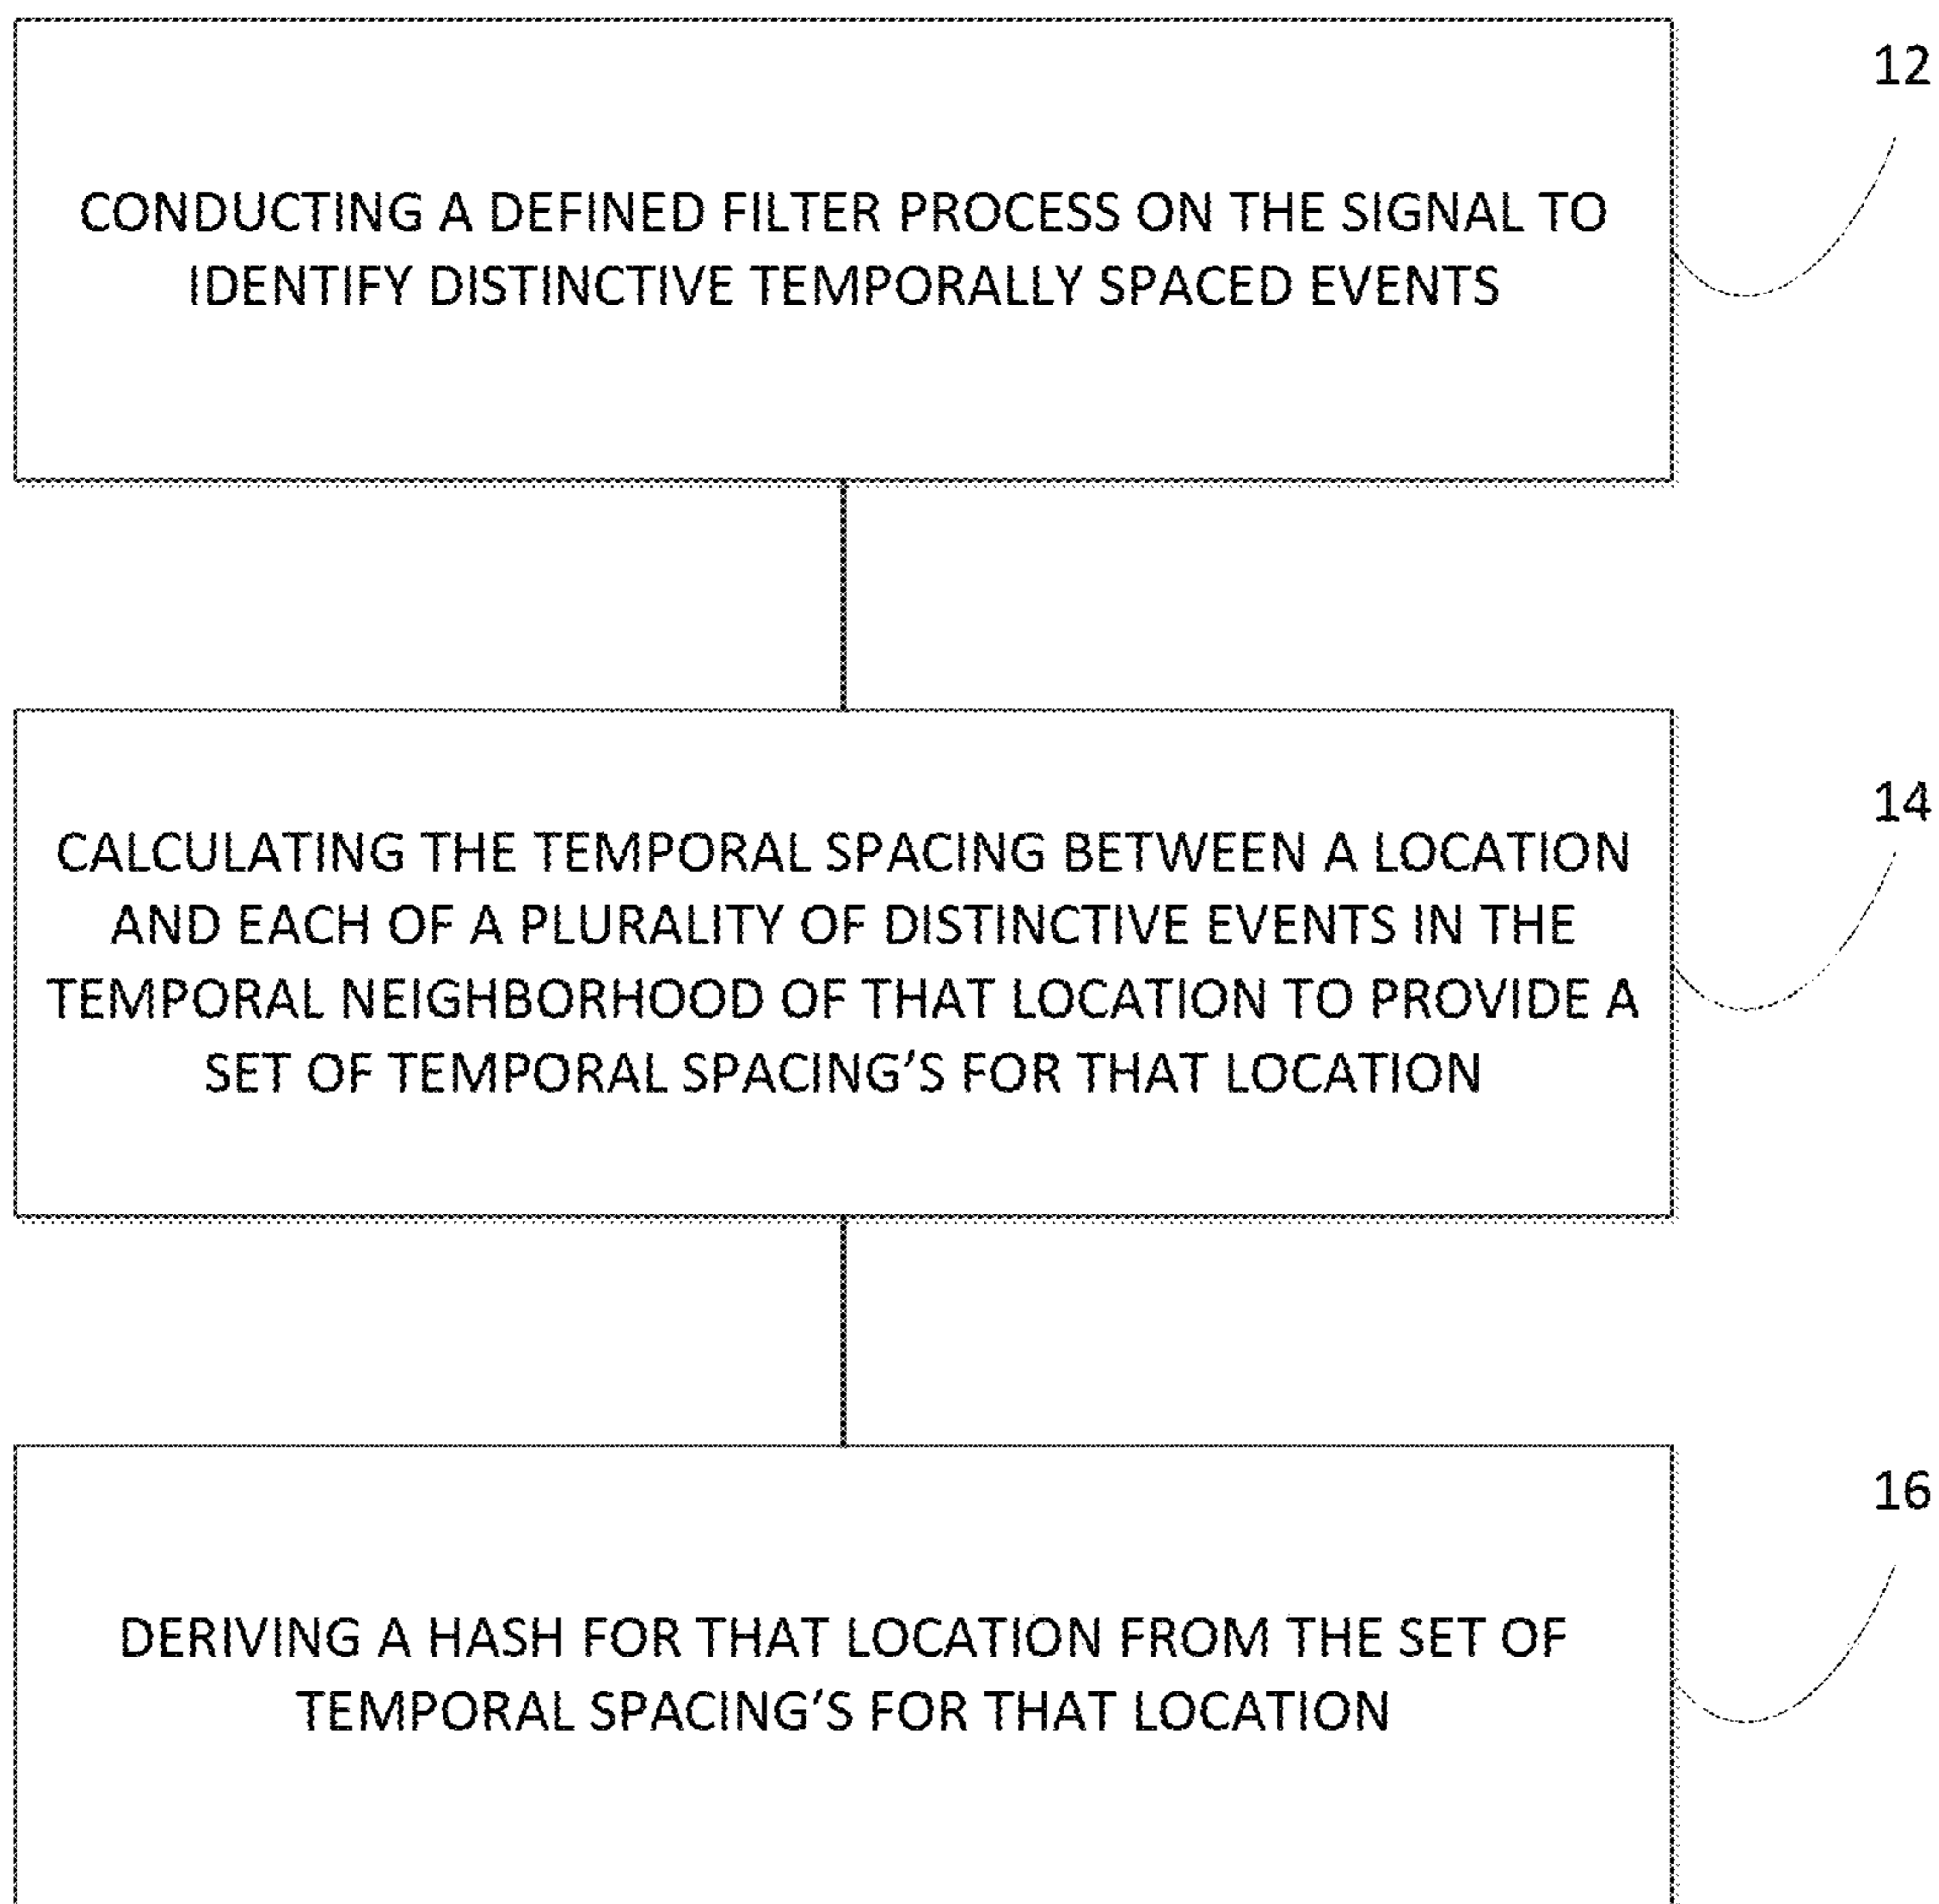 12
CONDUCTING A DEFINED FILTER PROCESS ON THE SIGNAL TO
IDENTIFY DISTINCTIVE TEMPORALLY SPACED EVENTS
14
CALCULATING THE TEMPORAL SPACING BETWEEN A LOCATION
AND EACH OF A PLURALITY OF DISTINCTIVE EVENTS IN THE
TEMPORAL NEIGHBORHOOD OF THAT LOCATION TO PROVIDE A
SET OF TEMPORAL SPACING’S FOR THAT LOCATION
16
DERIVING A HASH FOR THAT LOCATION FROM THE SET OF
TEMPORAL SPACING’S FOR THAT LOCATION